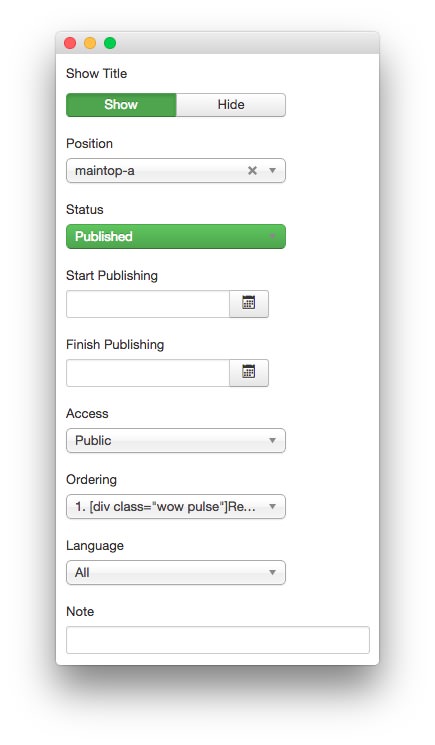 Show Title
Show Hide
Position
maintop-a
Status
Published
Start Publishing
Finish Publishing
Access
Public
Ordering
1. [div class="wow pulse"]Re...
Language
All
Note